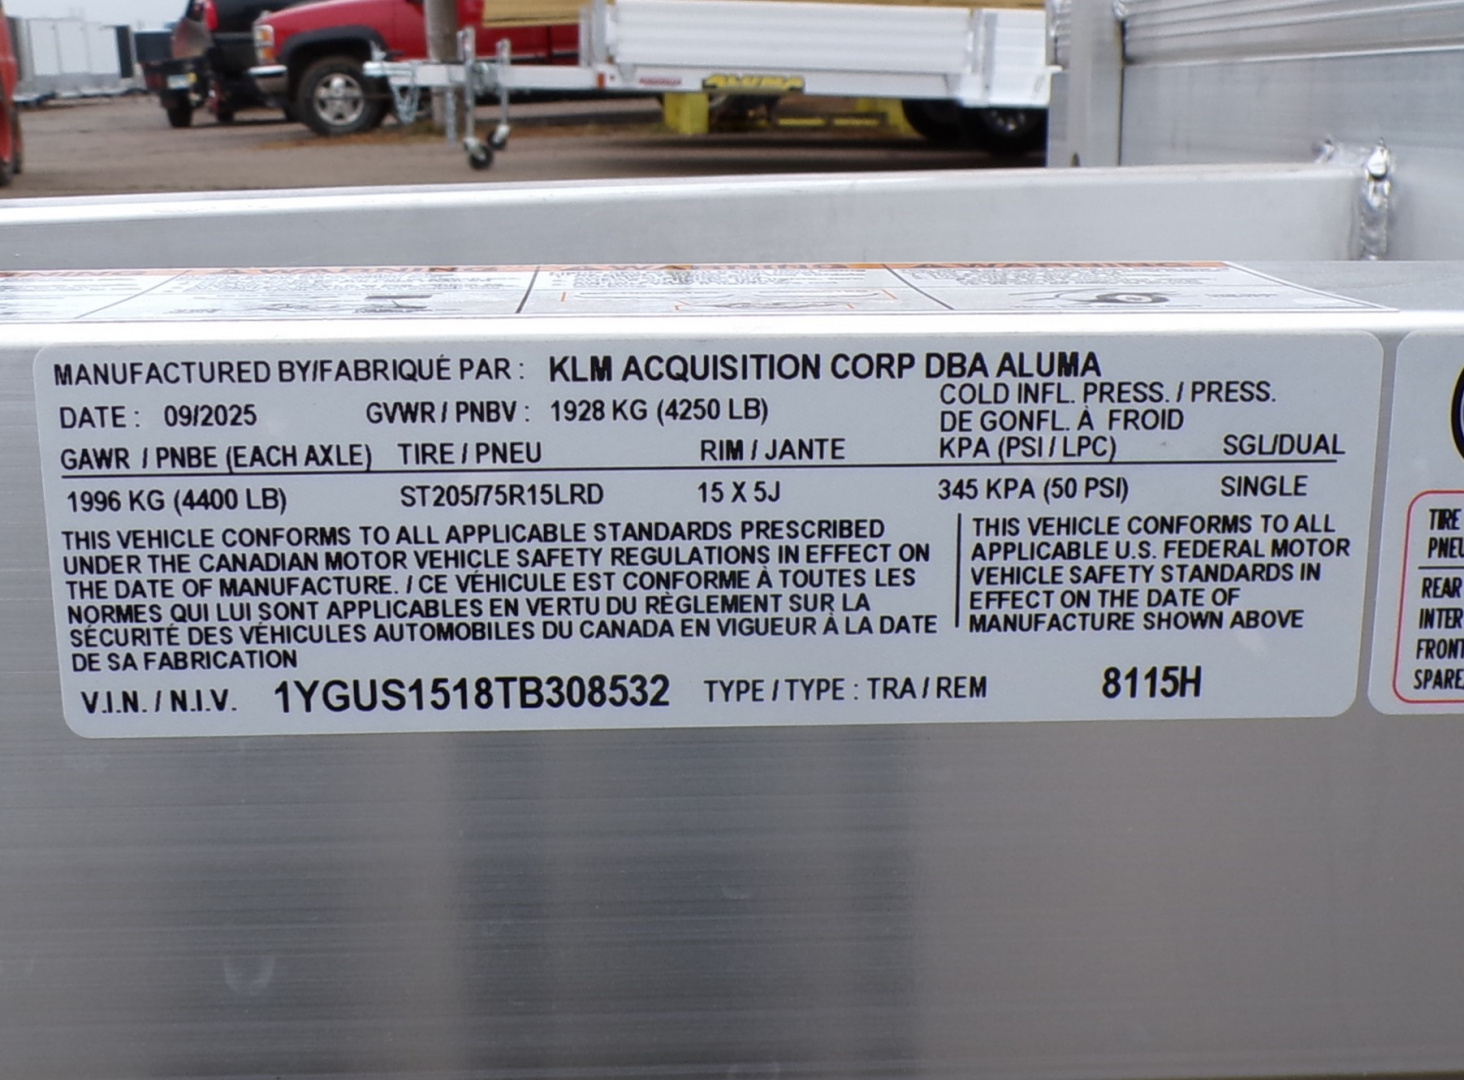 ALUMA
WARNING
WARNING
WARNING
MANUFACTURED BY/FABRIQUÉ PAR : KLM ACQUISITION CORP DBA ALUMA
DATE : 09/2025 GVWR / PNBV : 1928 KG (4250 LB) COLD INFL. PRESS. / PRESS.
DE GONFL. À FROID
GAWR / PNBE (EACH AXLE) TIRE / PNEU RIM / JANTE KPA (PSI / LPC) SGL/DUAL
1996 KG (4400 LB) ST205/75R15LRD 15 X 5J 345 KPA (50 PSI) SINGLE
THIS VEHICLE CONFORMS TO ALL APPLICABLE STANDARDS PRESCRIBED
UNDER THE CANADIAN MOTOR VEHICLE SAFETY REGULATIONS IN EFFECT ON
THE DATE OF MANUFACTURE. / CE VÉHICULE EST CONFORME À TOUTES LES
NORMES QUI LUI SONT APPLICABLES EN VERTU DU RÈGLEMENT SUR LA
SÉCURITÉ DES VÉHICULES AUTOMOBILES DU CANADA EN VIGUEUR À LA DATE
DE SA FABRICATION
THIS VEHICLE CONFORMS TO ALL
APPLICABLE U.S. FEDERAL MOTOR
VEHICLE SAFETY STANDARDS IN
EFFECT ON THE DATE OF
MANUFACTURE SHOWN ABOVE
V.I.N. / N.I.V. 1YGUS1518TB308532 TYPE / TYPE : TRA / REM 8115H
TIRE
PNEU
REAR
INTER
FRONT
SPARE